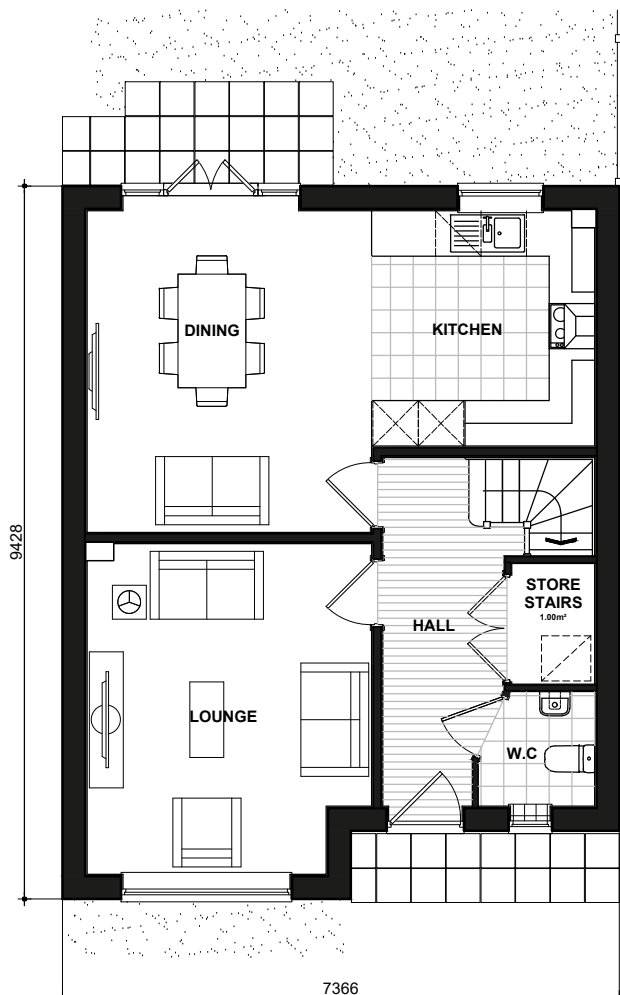 DINING
KITCHEN
9428
STORE
STAIRS
1.00m²
HALL
LOUNGE
W.C
7366